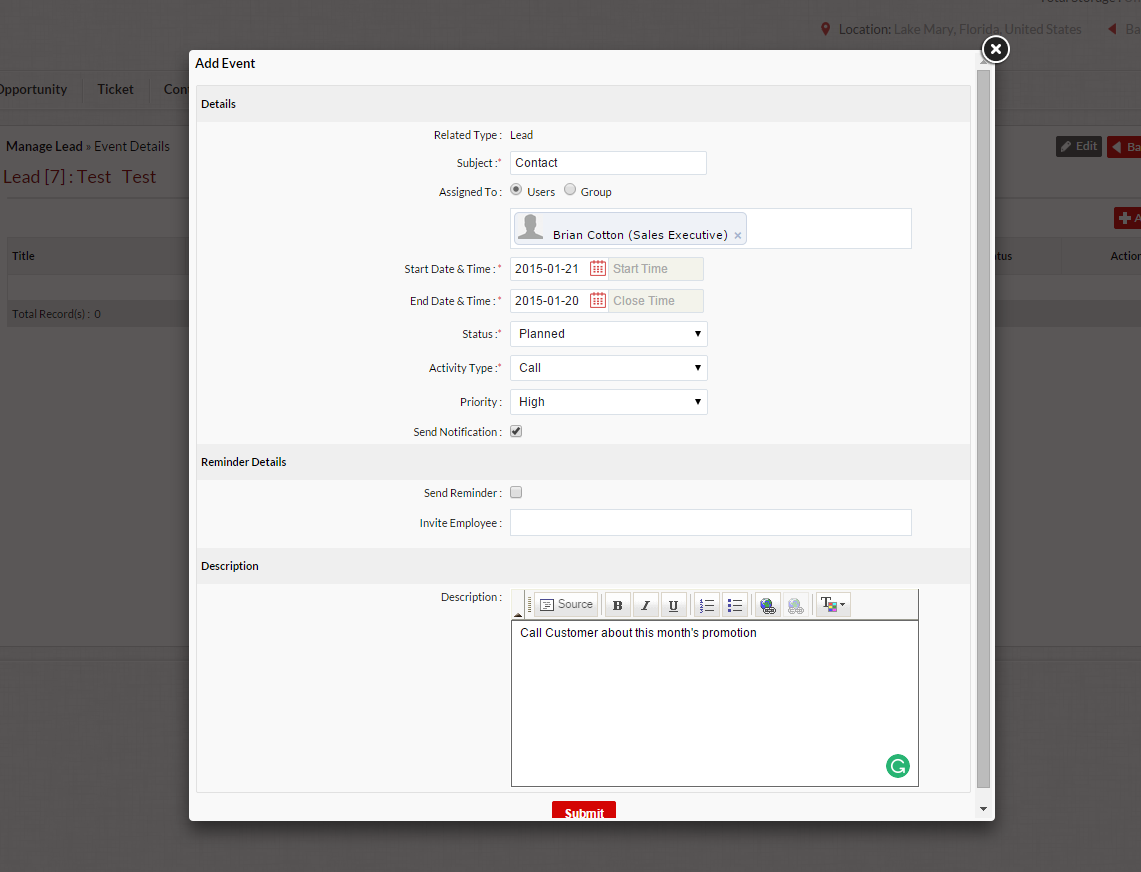 Location: Lake Mary, Florida, United States
Add Event
Opportunity Ticket
Details
Related Type : Lead
Manage Lead » Event Details
Edit
Subject :* Contact
Lead [7] : Test Test
Assigned To : Users Group
Brian Cotton (Sales Executive) ×
Title
Start Date & Time : * 2015-01-21 Start Time
End Date & Time : * 2015-01-20 Close Time
Total Record(s) : 0
Status :* Planned
Activity Type :* Call
Priority : High
Send Notification :
Reminder Details
Send Reminder :
Invite Employee :
Description
Description : Source B I U
Call Customer about this month's promotion
Submit